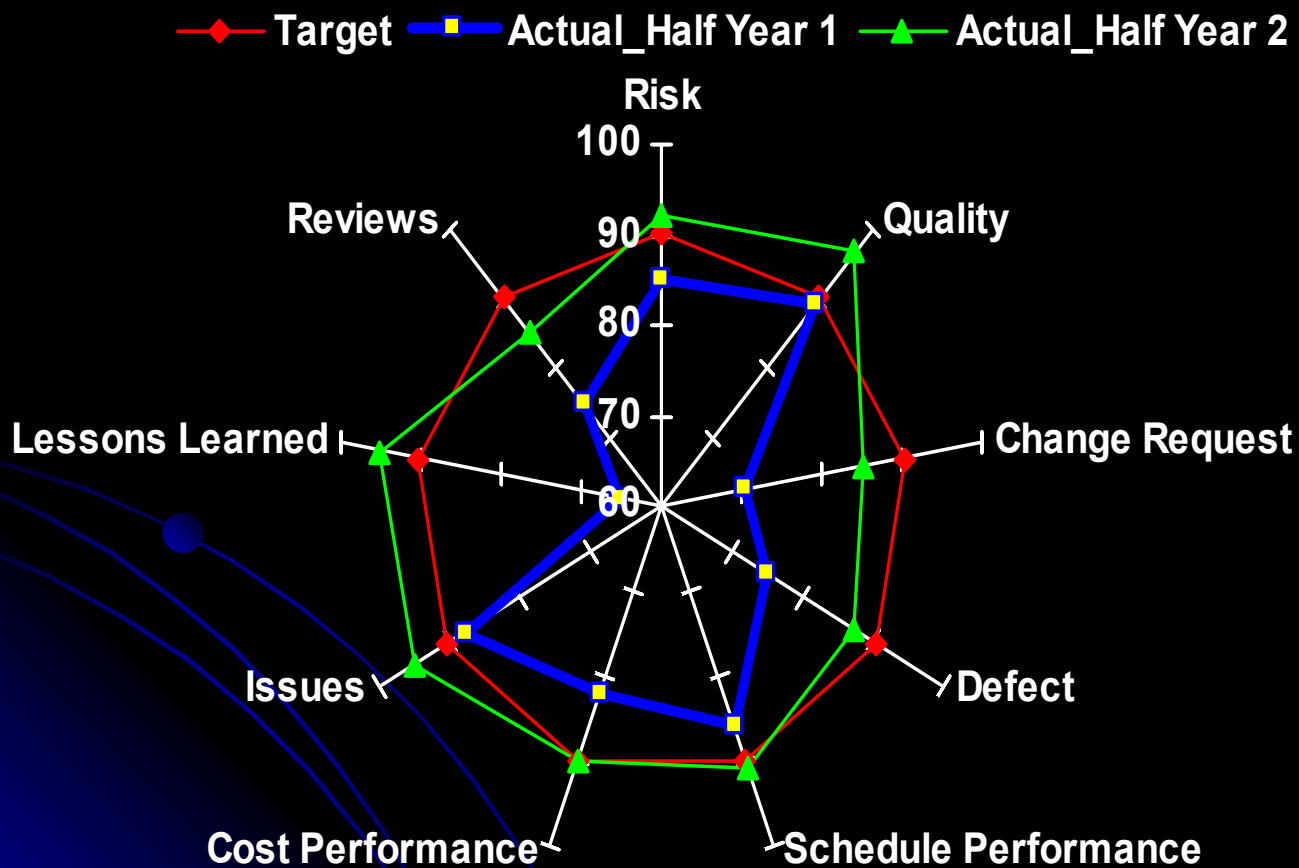 Target Actual_Half Year 1 Actual_Half Year 2
Risk
100
Reviews
Quality
90
80
70
Lessons Learned
Change Request
60
Issues
Defect
Cost Performance
Schedule Performance